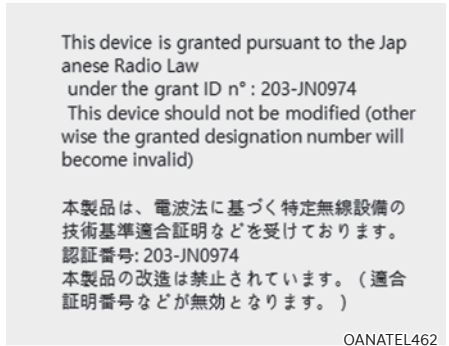 This device is granted pursuant to the Jap
anese Radio Law
under the grant ID n° : 203-JN0974
This device should not be modified (other
wise the granted designation number will
become invalid)
本製品は、電波法に基づく特定無線設備の
技術基準適合証明などを受けております。
認証番号: 203-JN0974
本製品の改造は禁止されています。（適合
証明番号などが無効となります。）
OANATEL462